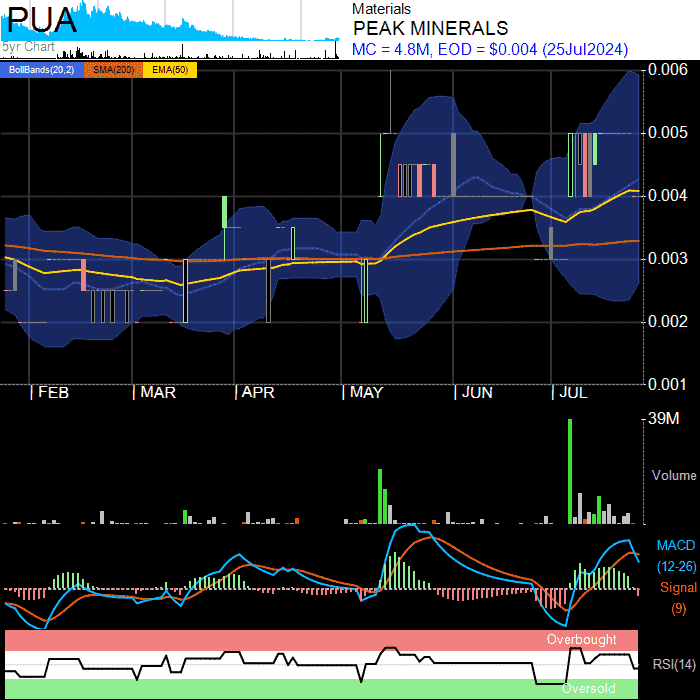 PUA
5yr Chart
Materials
PEAK MINERALS
MC = 4.8M, EOD = $0.004 (25Jul2024)
BollBands(20,2) SMA(200) EMA(50)
0.006
0.005
0.004
0.003
0.002
0.001
FEB MAR APR MAY JUN JUL
39M
Volume
MACD
(12-26)
Signal
(9)
Overbought
RSI(14)
Oversold